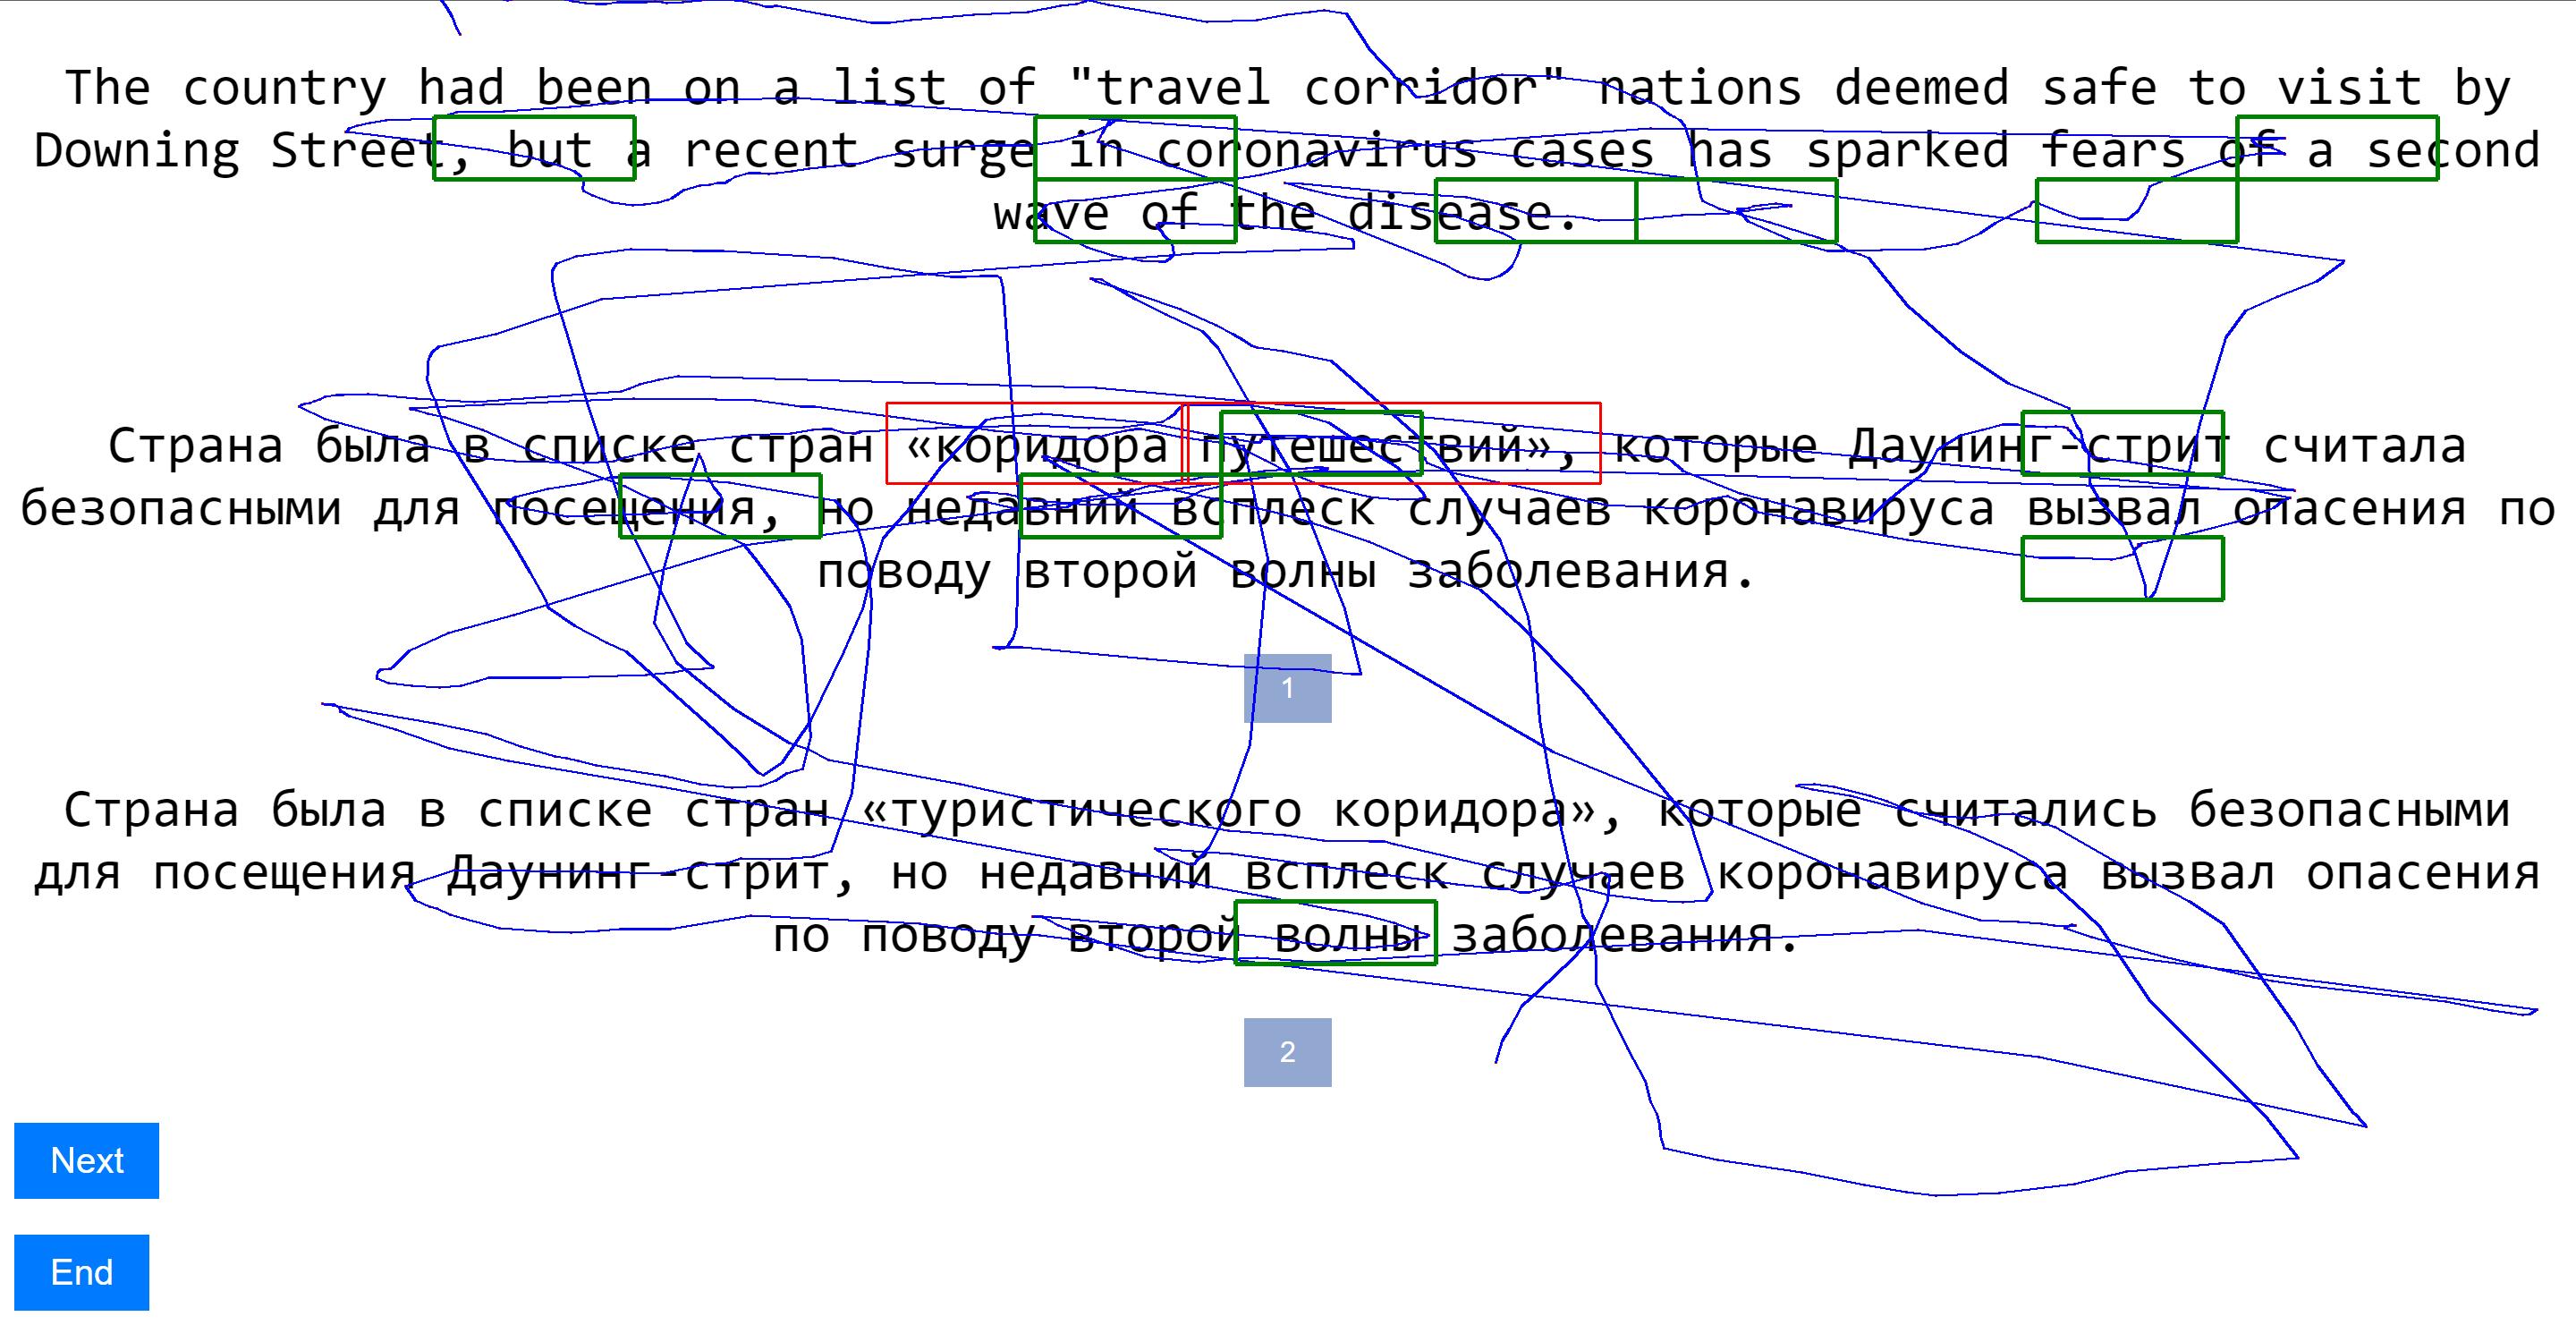 The country had been on a list of "travel corridor" nations deemed safe to visit by
Downing Street, but a recent surge in coronavirus cases has sparked fears of a second
wave of the disease.
Страна была в списке стран «коридора путешествий», которые Даунинг-стрит считала
безопасными для посещения, но недавний всплеск случаев коронавируса вызвал опасения по
поводу второй волны заболевания.
1
Страна была в списке стран «туристического коридора», которые считались безопасными
для посещения Даунинг-стрит, но недавний всплеск случаев коронавируса вызвал опасения
по поводу второй волны заболевания.
2
Next
End